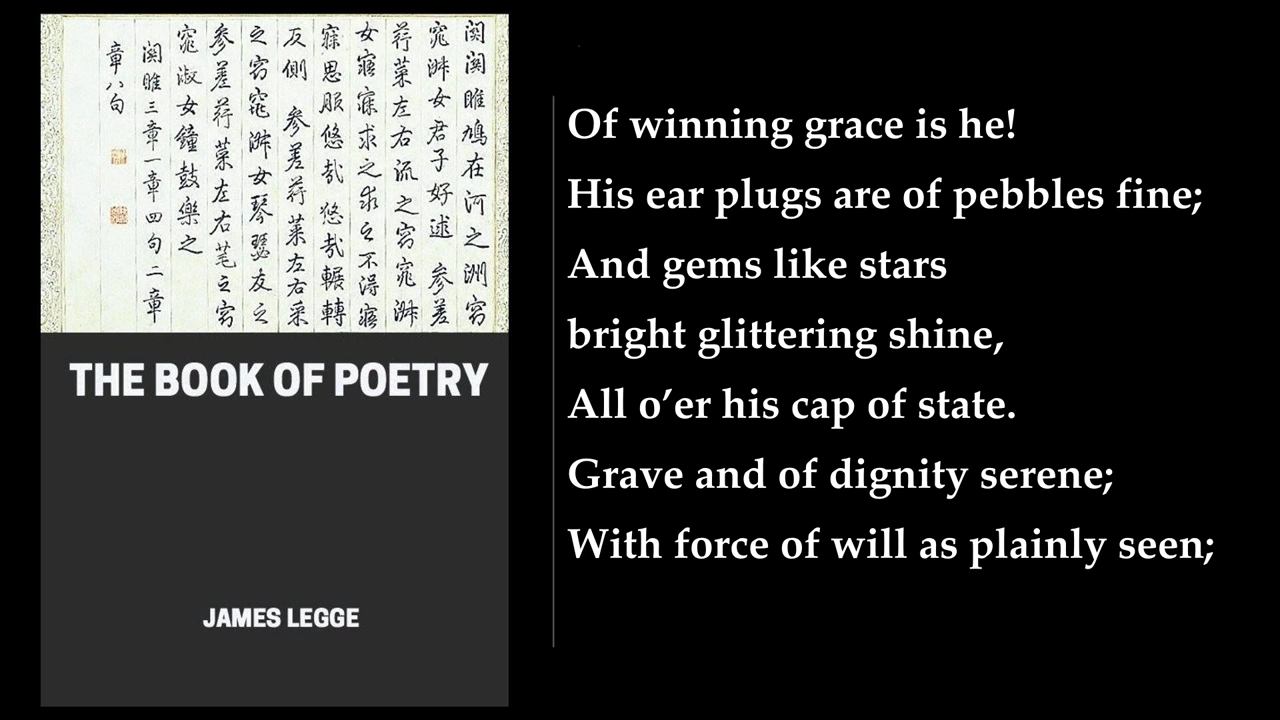 関関雎鳩在河之洲窈
窕淑女君子好逑 參差
荇菜左右流之窈窕淑
女寤寐求之求之不得寤
寐思服悠哉 悠哉輾轉
反側 參差荇菜左右采
之窈窕淑女琴瑟友之
參差荇菜左右芼之窈
窕淑女鐘鼓樂之
関雎三章一章四句二章
章八句
THE BOOK OF POETRY
JAMES LEGGE
Of winning grace is he!
His ear plugs are of pebbles fine;
And gems like stars
bright glittering shine,
All o’er his cap of state.
Grave and of dignity serene;
With force of will as plainly seen;